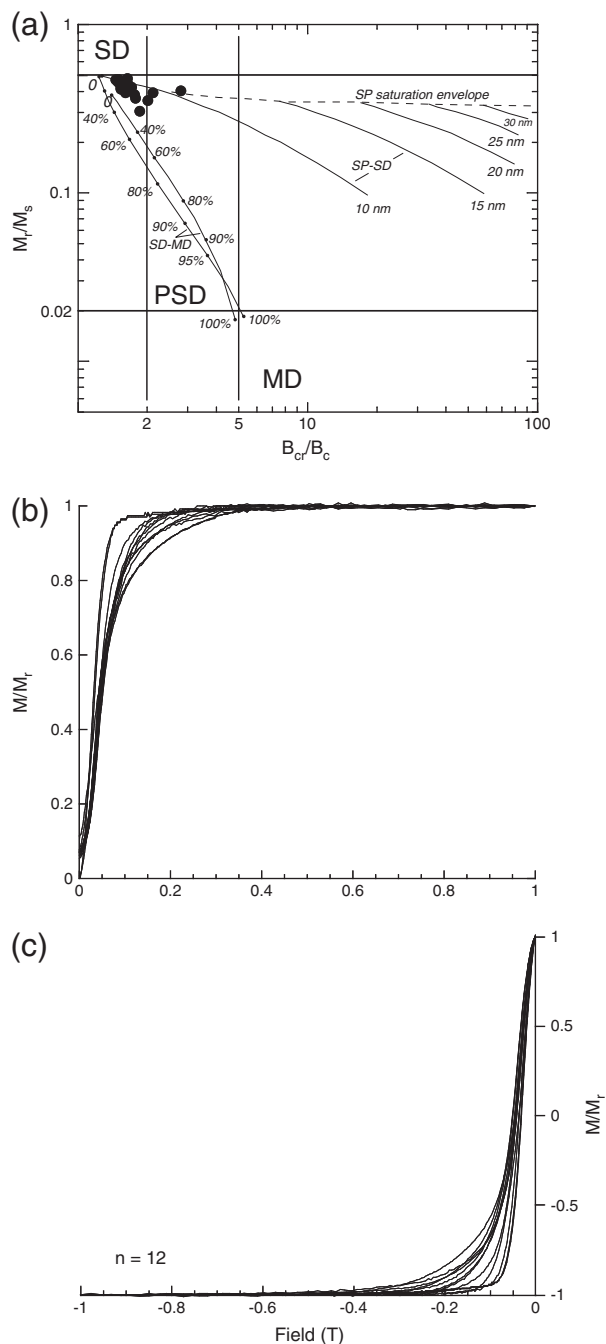 (a)
1
SD
SP saturation envelope
0
0
30 nm
40%
40%
25 nm
60%
60%
20 nm
SP-SD
80%
80%
10 nm
15 nm
0.1
Mr/Ms
90%
SD-MD
90%
95%
PSD
0.02
100%
100%
MD
2
5
10
100
Bcr/Bc
(b)
1
0.8
0.6
M/Mr
0.4
0.2
0
0
0.2
0.4
0.6
0.8
1
(c)
1
0.5
0
M/Mr
-0.5
n = 12
-1
-1
-0.8
-0.6
-0.4
-0.2
0
Field (T)